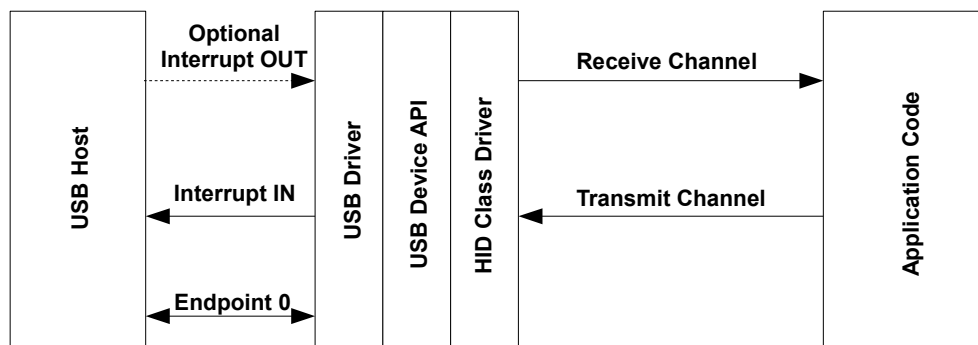 USB Host
Optional
Interrupt OUT
Interrupt IN
Endpoint 0
USB Driver
USB Device API
HID Class Driver
Receive Channel
Transmit Channel
Application Code